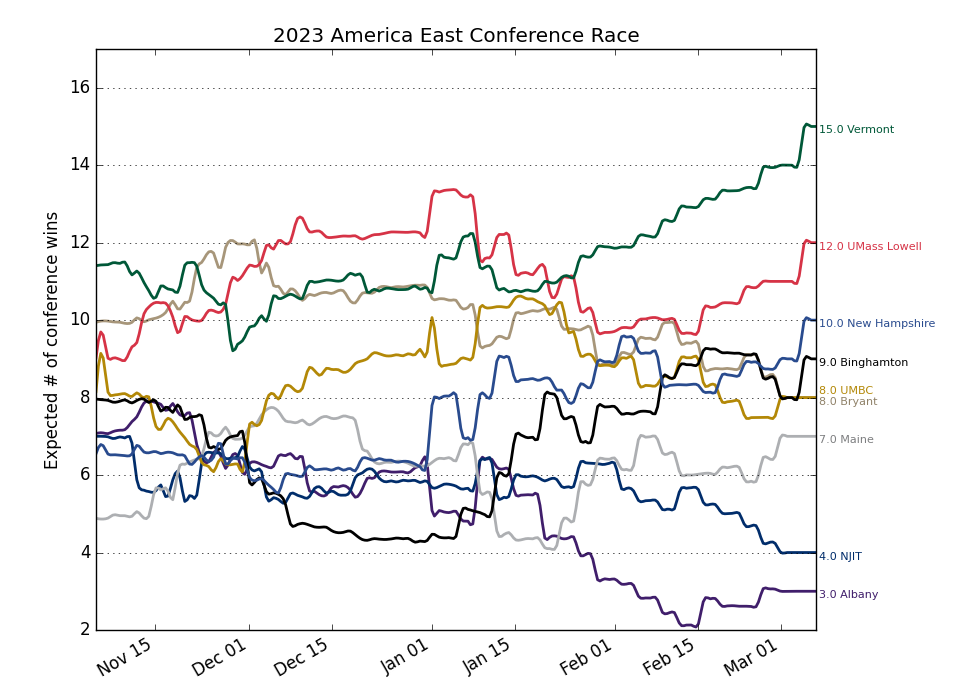 2023 America East Conference Race
Expected # of conference wins
16
14
12
10
8
6
4
2
15.0 Vermont
12.0 UMass Lowell
10.0 New Hampshire
9.0 Binghamton
8.0 UMBC
8.0 Bryant
7.0 Maine
4.0 NJIT
3.0 Albany
Nov 15
Dec 01
Dec 15
Jan 01
Jan 15
Feb 01
Feb 15
Mar 01